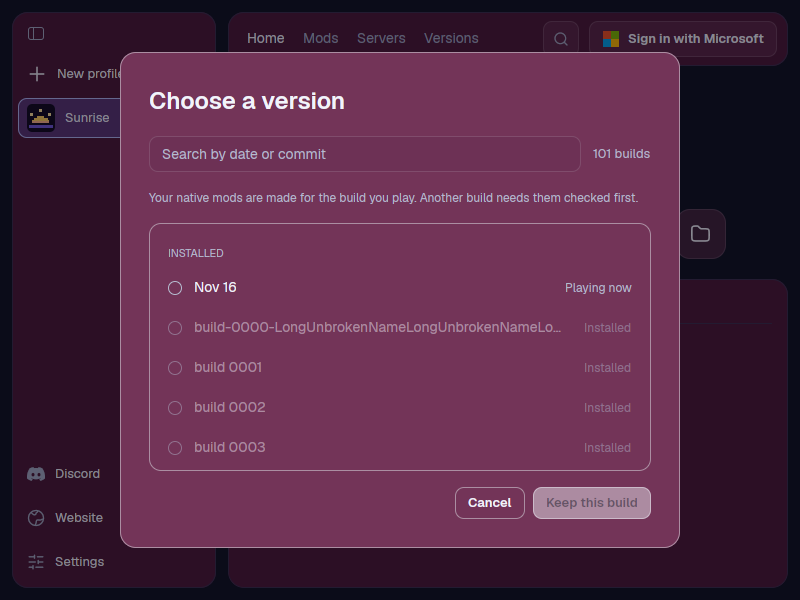 Home Mods Servers Versions
Sign in with Microsoft
New profile
Sunrise
Choose a version
Search by date or commit
101 builds
Your native mods are made for the build you play. Another build needs them checked first.
INSTALLED
Nov 16 Playing now
build-0000-LongUnbrokenNameLongUnbrokenNameLo... Installed
build 0001 Installed
build 0002 Installed
build 0003 Installed
Cancel Keep this build
Discord
Website
Settings